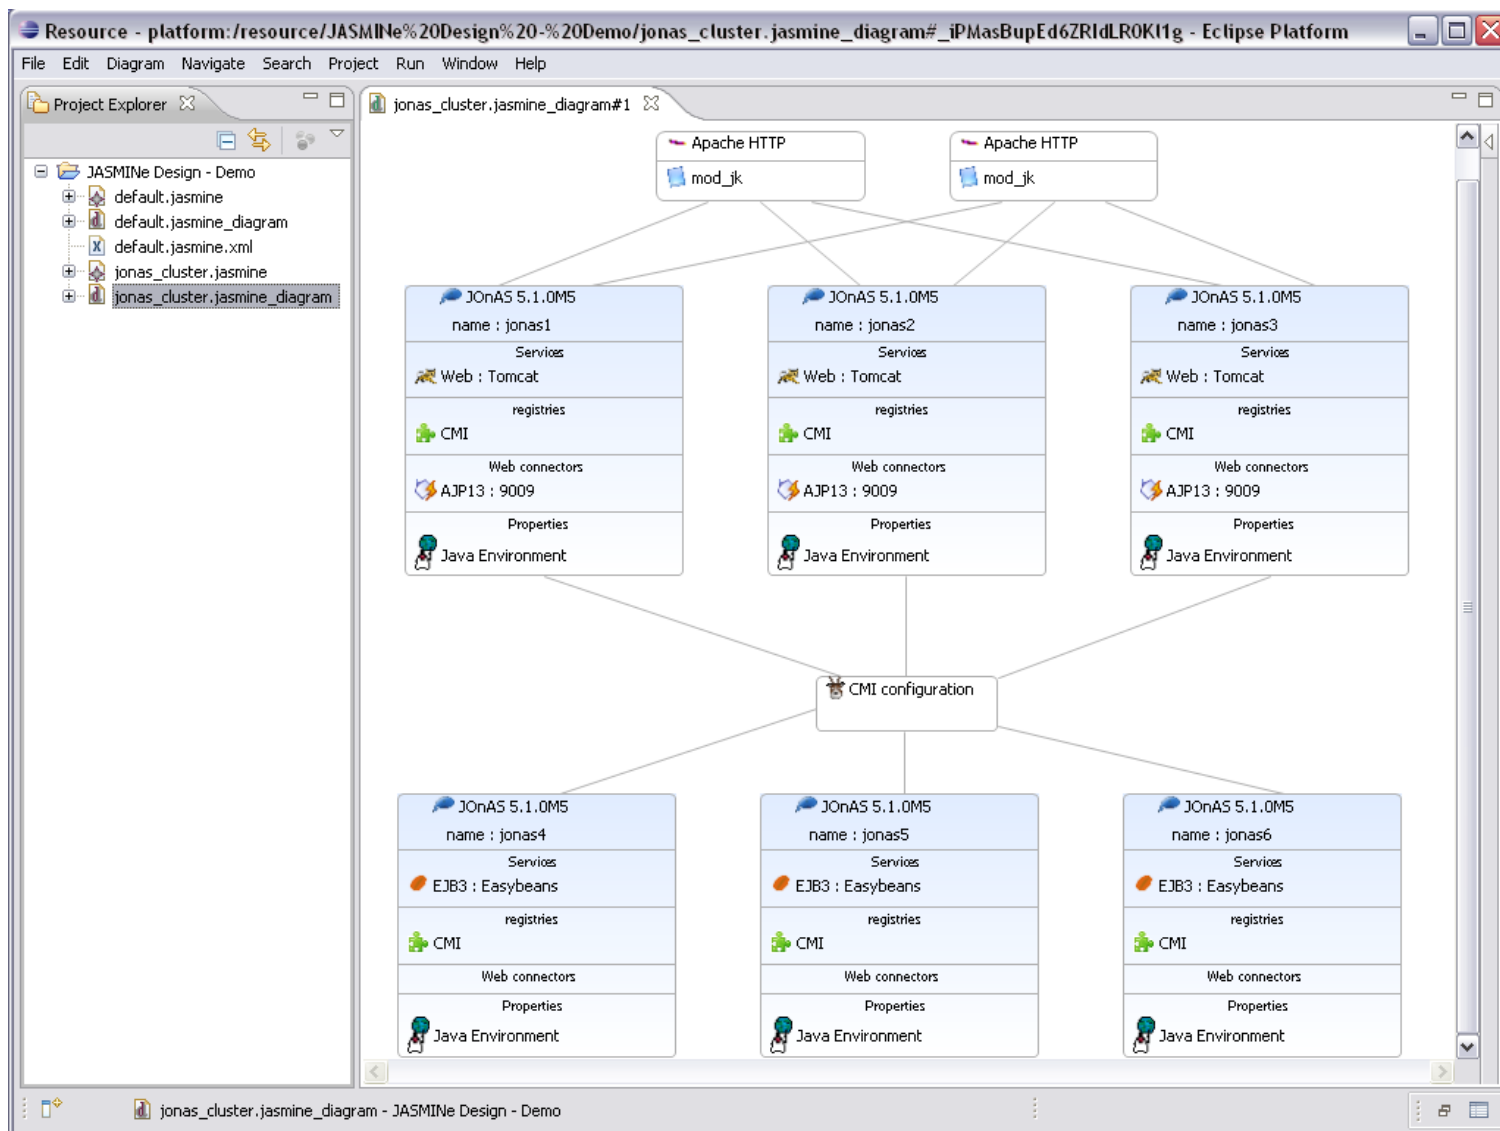 Resource - platform:/resource/JASMINe%20Design%20-%20Demo/jonas_cluster.jasmine_diagram#_iPMasBupEd6ZRIdLR0Kl1g - Eclipse Platform
File Edit Diagram Navigate Search Project Run Window Help
Project Explorer
jonas_cluster.jasmine_diagram#1
JASMINe Design - Demo
default.jasmine
default.jasmine_diagram
default.jasmine.xml
jonas_cluster.jasmine
jonas_cluster.jasmine_diagram
Apache HTTP
mod_jk
Apache HTTP
mod_jk
JOnAS 5.1.0M5
name : jonas1
Services
Web : Tomcat
registries
CMI
Web connectors
AJP13 : 9009
Properties
Java Environment
JOnAS 5.1.0M5
name : jonas2
Services
Web : Tomcat
registries
CMI
Web connectors
AJP13 : 9009
Properties
Java Environment
JOnAS 5.1.0M5
name : jonas3
Services
Web : Tomcat
registries
CMI
Web connectors
AJP13 : 9009
Properties
Java Environment
CMI configuration
JOnAS 5.1.0M5
name : jonas4
Services
EJB3 : Easybeans
registries
CMI
Web connectors
Properties
Java Environment
JOnAS 5.1.0M5
name : jonas5
Services
EJB3 : Easybeans
registries
CMI
Web connectors
Properties
Java Environment
JOnAS 5.1.0M5
name : jonas6
Services
EJB3 : Easybeans
registries
CMI
Web connectors
Properties
Java Environment
jonas_cluster.jasmine_diagram - JASMINe Design - Demo